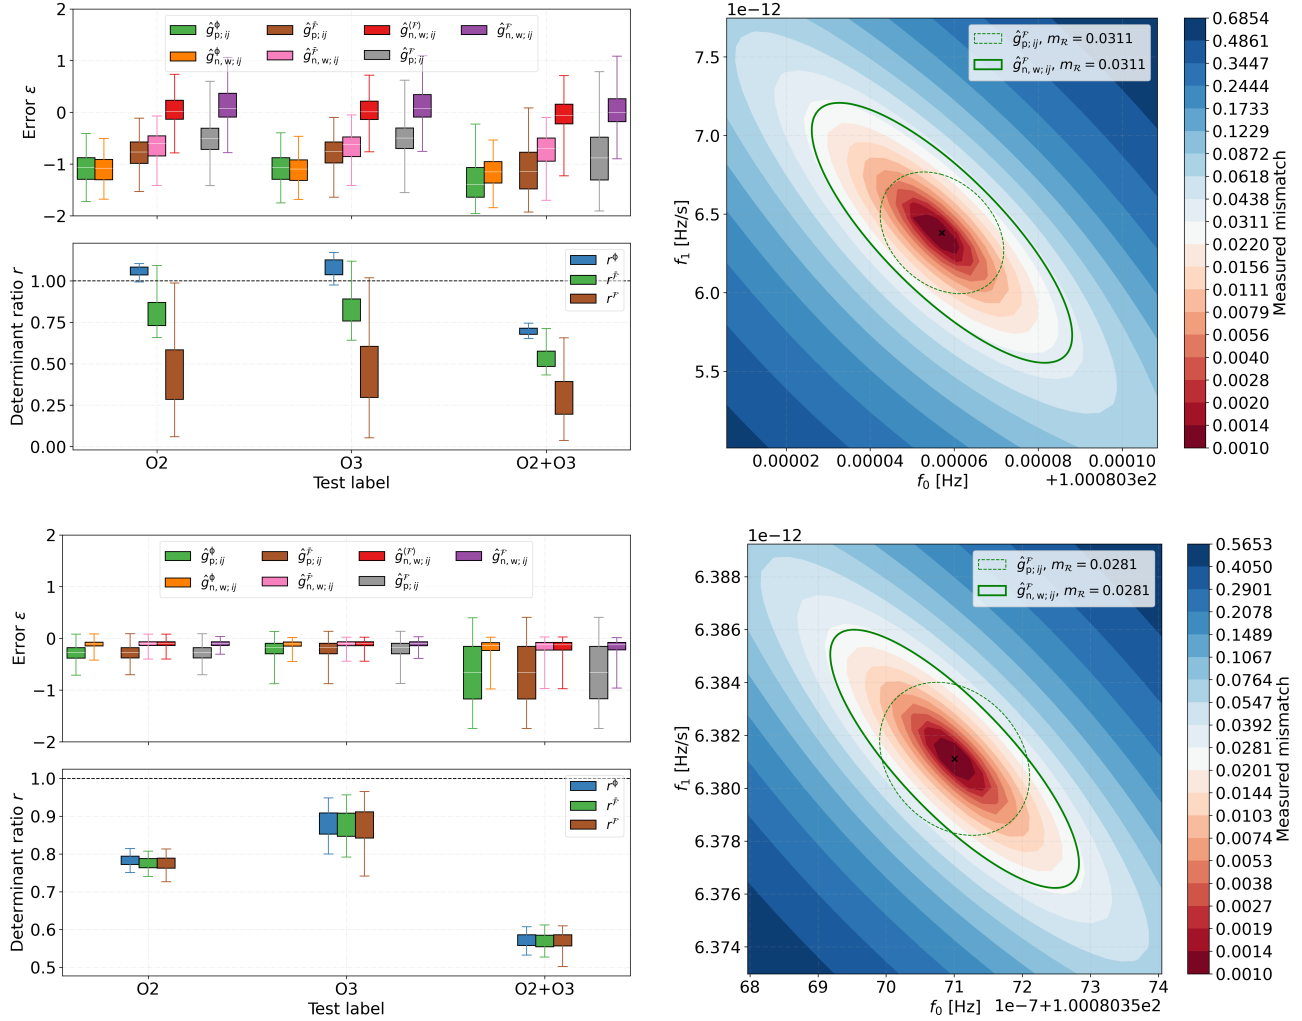 2
1
0
−1
−2
Error ε
ĝ^ϕ_p; ij
ĝ^ϕ_n, w; ij
ĝ^F̃_p; ij
ĝ^F̃_n, w; ij
ĝ^⟨F⟩_n, w; ij
ĝ^F_p; ij
ĝ^F_n, w; ij
1.00
0.75
0.50
0.25
0.00
Determinant ratio r
r^ϕ
r^F̃
r^F
O2
O3
O2+O3
Test label
1e−12
7.5
7.0
6.5
6.0
5.5
f₁ [Hz/s]
ĝ^F_p; ij, m_R = 0.0311
ĝ^F_n, w; ij, m_R = 0.0311
0.00002
0.00004
0.00006
0.00008
0.00010
f₀ [Hz]
+1.000803e2
0.6854
0.4861
0.3447
0.2444
0.1733
0.1229
0.0872
0.0618
0.0438
0.0311
0.0220
0.0156
0.0111
0.0079
0.0056
0.0040
0.0028
0.0020
0.0014
0.0010
Measured mismatch
2
1
0
−1
−2
Error ε
ĝ^ϕ_p; ij
ĝ^ϕ_n, w; ij
ĝ^F̃_p; ij
ĝ^F̃_n, w; ij
ĝ^⟨F⟩_n, w; ij
ĝ^F_p; ij
ĝ^F_n, w; ij
1.0
0.9
0.8
0.7
0.6
0.5
Determinant ratio r
r^ϕ
r^F̃
r^F
O2
O3
O2+O3
Test label
1e−12
6.388
6.386
6.384
6.382
6.380
6.378
6.376
6.374
f₁ [Hz/s]
ĝ^F_p; ij, m_R = 0.0281
ĝ^F_n, w; ij, m_R = 0.0281
68
69
70
71
72
73
74
f₀ [Hz]
1e−7+1.0008035e2
0.5653
0.4050
0.2901
0.2078
0.1489
0.1067
0.0764
0.0547
0.0392
0.0281
0.0201
0.0144
0.0103
0.0074
0.0053
0.0038
0.0027
0.0019
0.0014
0.0010
Measured mismatch